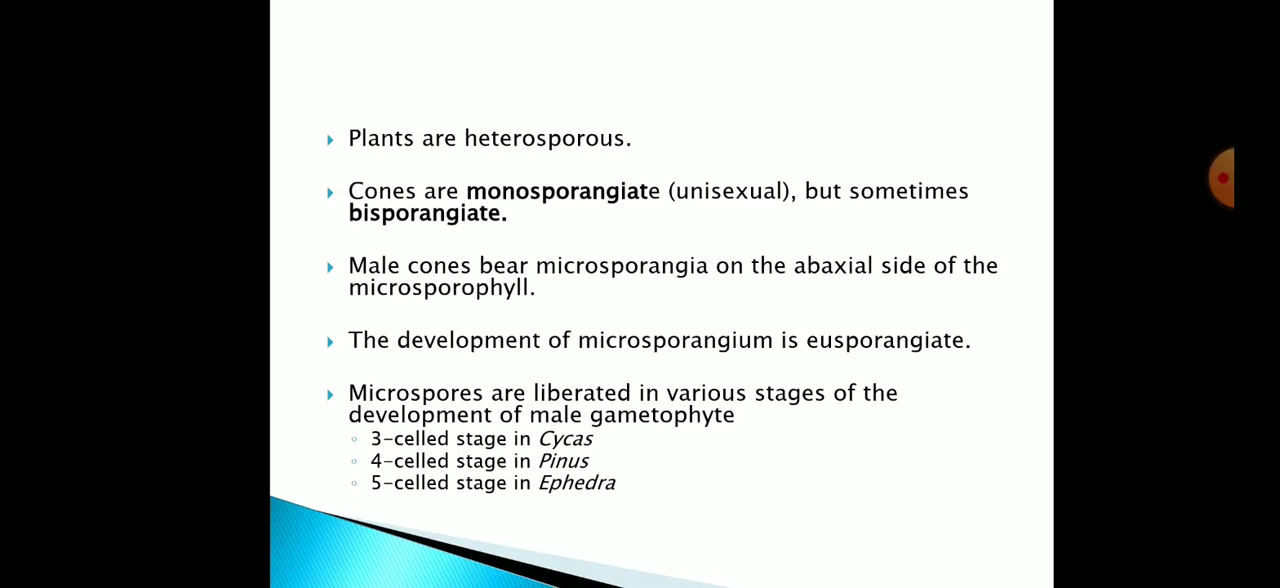 Plants are heterosporous.
Cones are monosporangiate (unisexual), but sometimes
bisporangiate.
Male cones bear microsporangia on the abaxial side of the
microsporophyll.
The development of microsporangium is eusporangiate.
Microspores are liberated in various stages of the
development of male gametophyte
3-celled stage in Cycas
4-celled stage in Pinus
5-celled stage in Ephedra